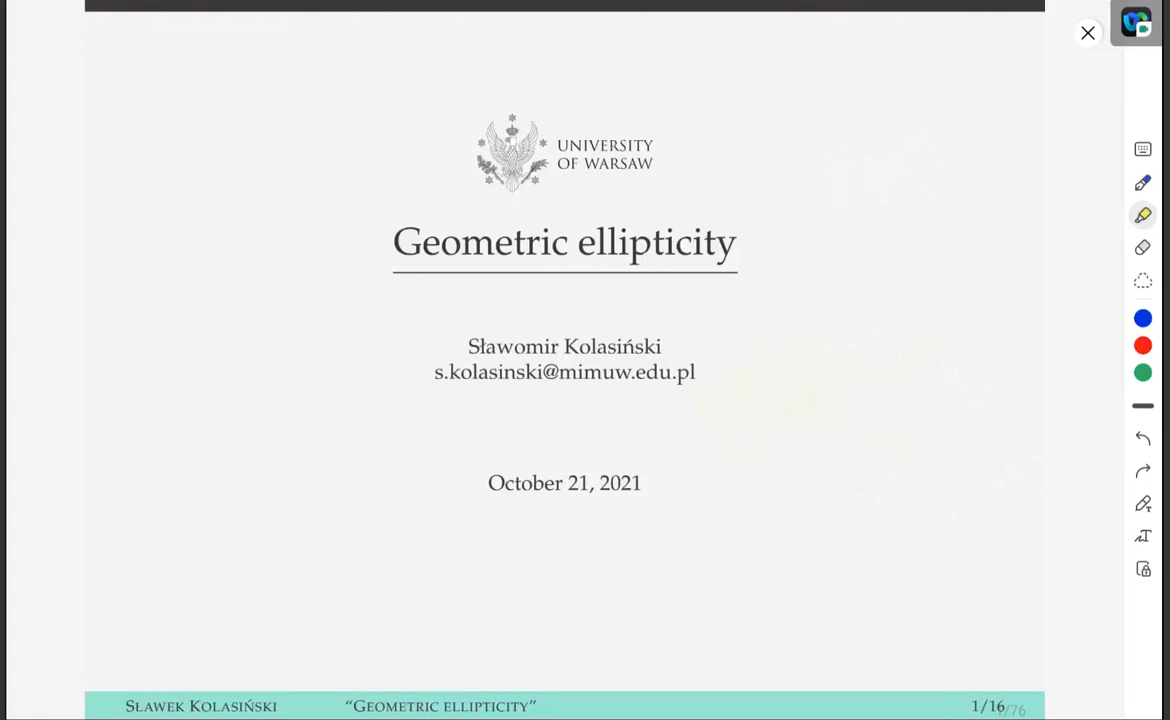 UNIVERSITY
OF WARSAW
Geometric ellipticity
Sławomir Kolasiński
s.kolasinski@mimuw.edu.pl
October 21, 2021
SŁAWEK KOLASIŃSKI "GEOMETRIC ELLIPTICITY" 1/16